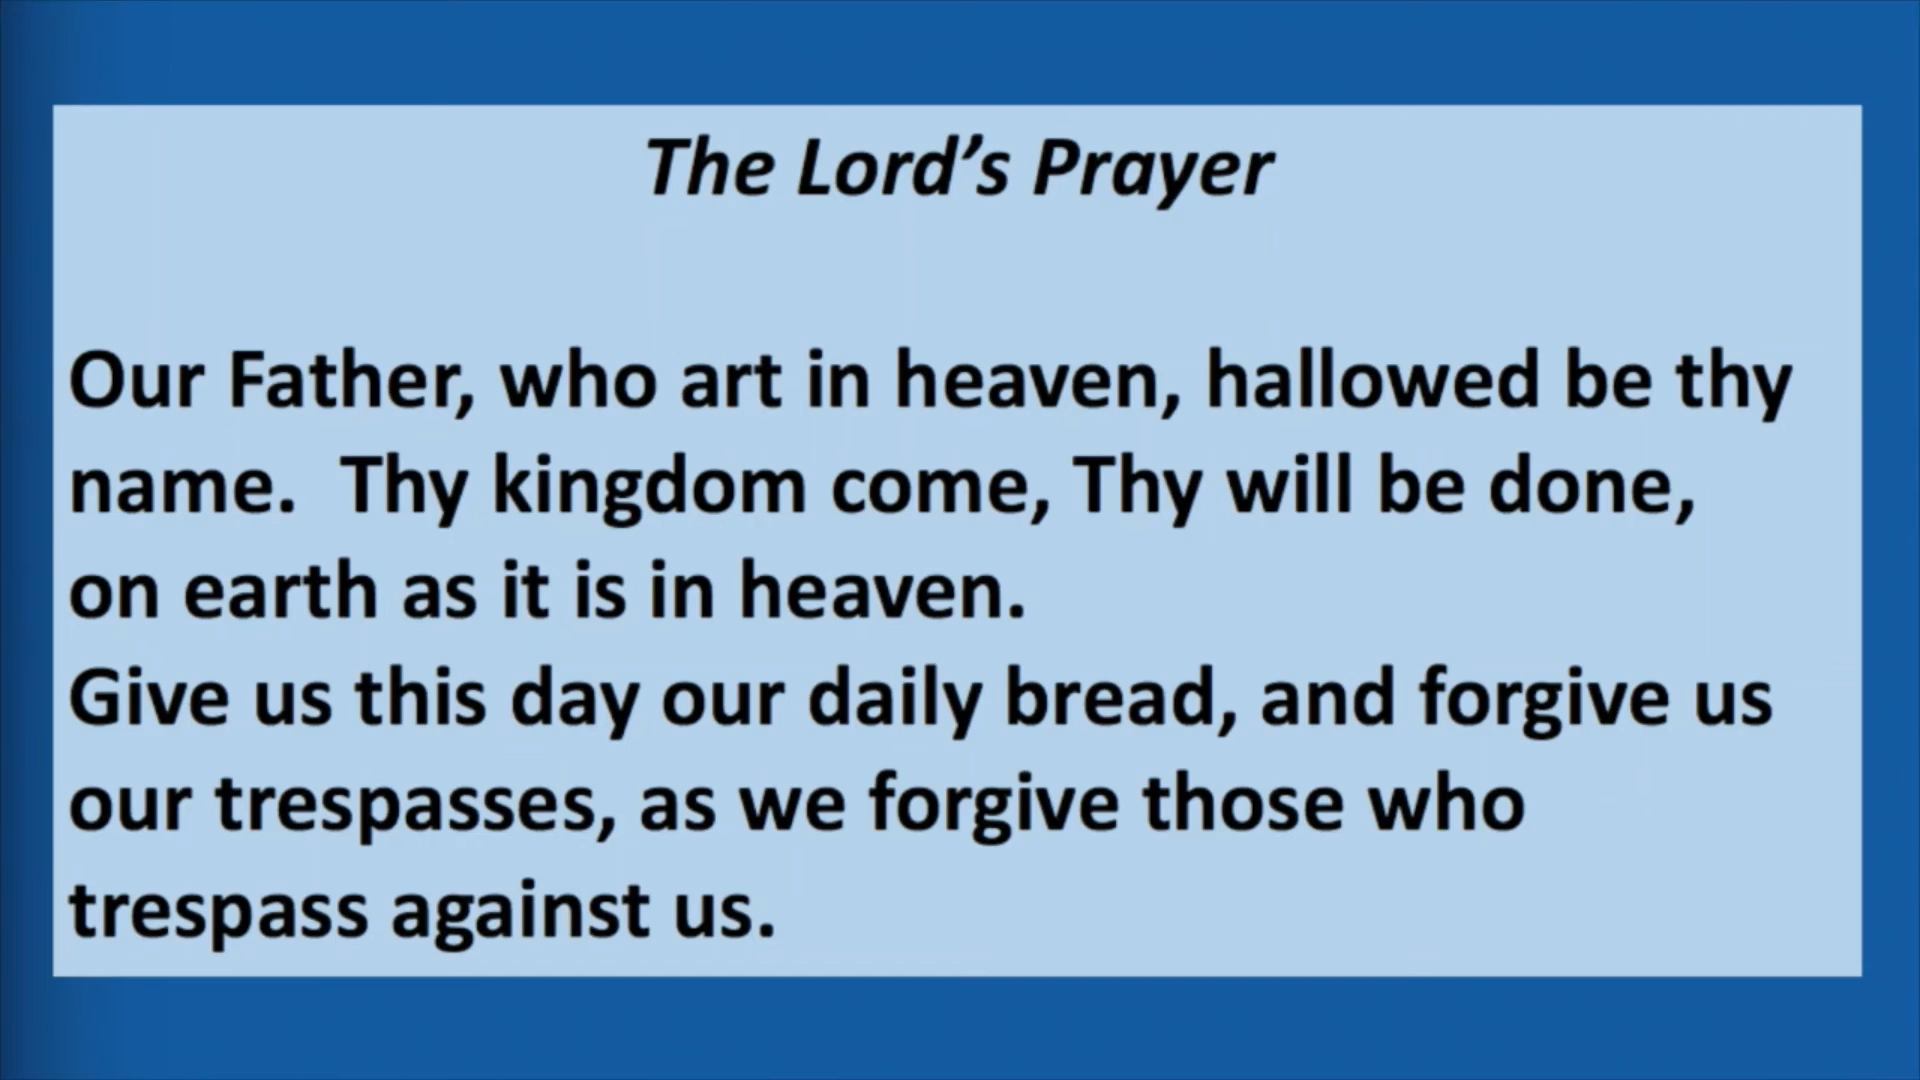 The Lord’s Prayer
Our Father, who art in heaven, hallowed be thy
name.  Thy kingdom come, Thy will be done,
on earth as it is in heaven.
Give us this day our daily bread, and forgive us
our trespasses, as we forgive those who
trespass against us.